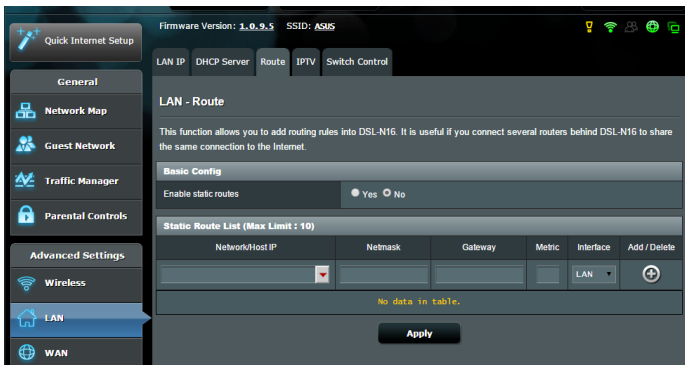 Firmware Version: 1.0.9.5 SSID: ASUS
Quick Internet Setup
LAN IP DHCP Server Route IPTV Switch Control
General
Network Map
Guest Network
Traffic Manager
Parental Controls
Advanced Settings
Wireless
LAN
WAN
LAN - Route
This function allows you to add routing rules into DSL-N16. It is useful if you connect several routers behind DSL-N16 to share
the same connection to the Internet.
Basic Config
Enable static routes Yes No
Static Route List (Max Limit : 10)
Network/Host IP Netmask Gateway Metric Interface Add / Delete
LAN
No data in table.
Apply